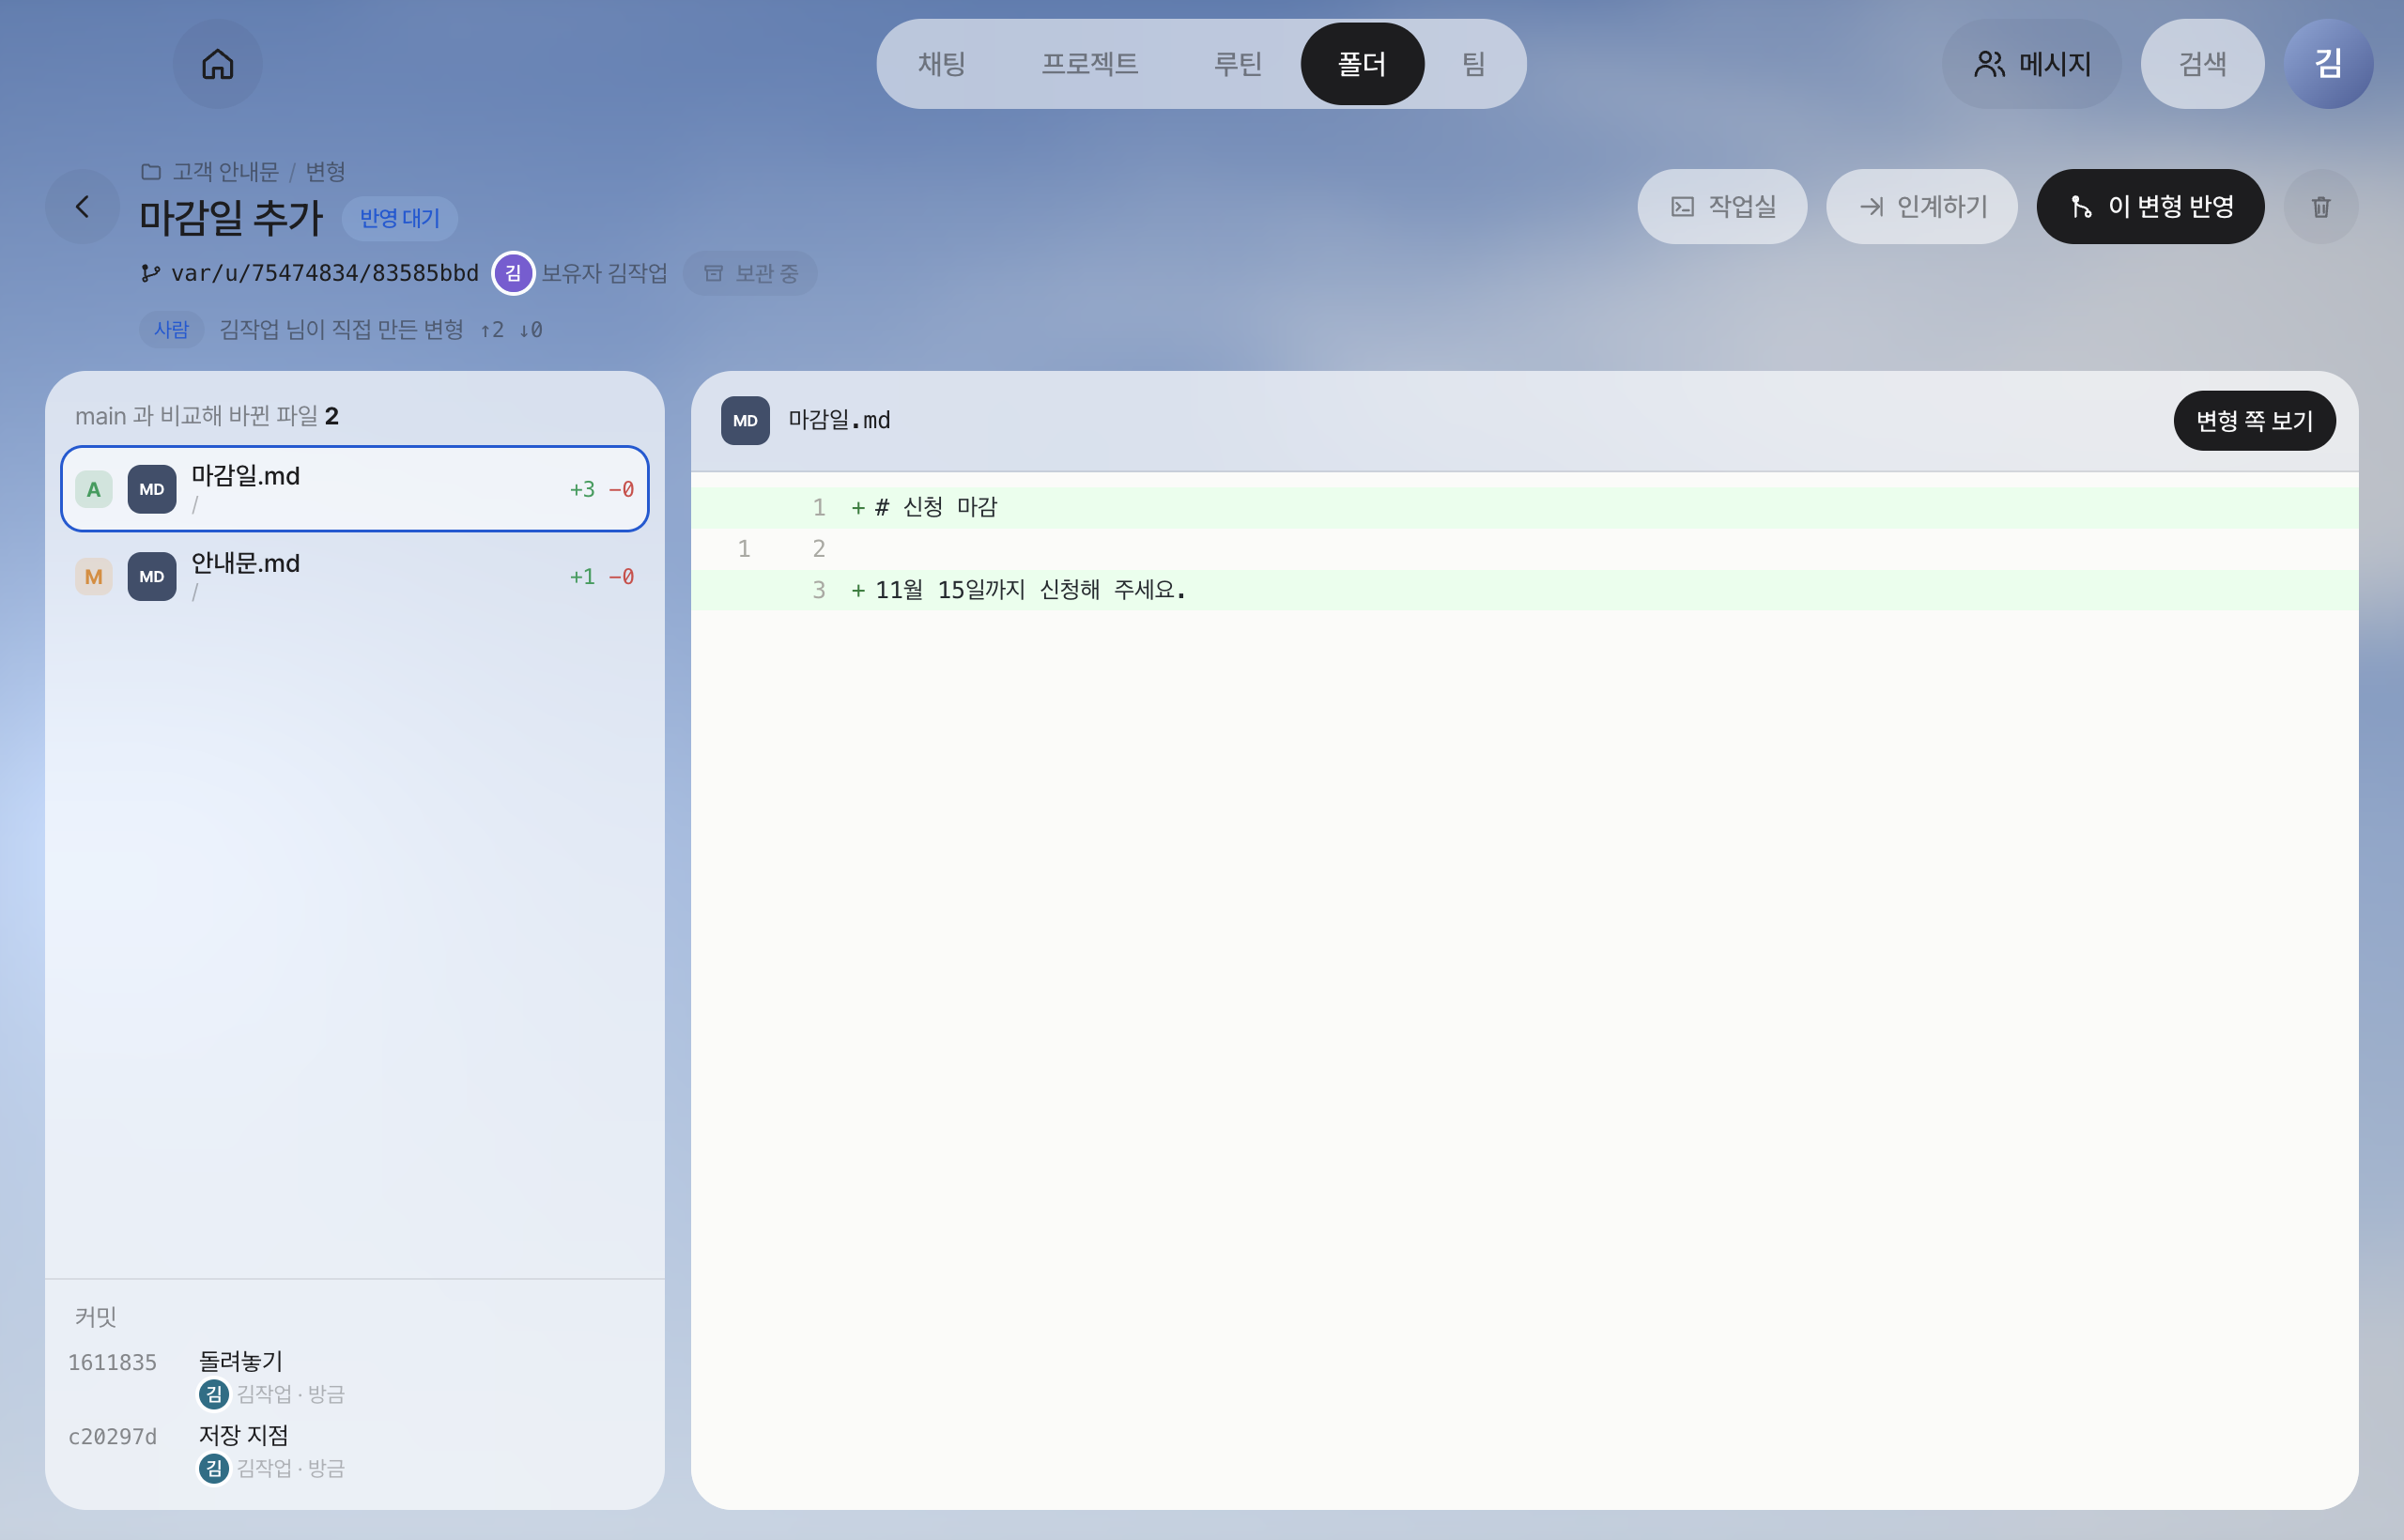 채팅 프로젝트 루틴 폴더 팀 메시지 검색 김
고객 안내문 / 변형
마감일 추가 반영 대기
작업실 인계하기 이 변형 반영
var/u/75474834/83585bbd 김 보유자 김작업 보관 중
사람 김작업 님이 직접 만든 변형 ↑2 ↓0
main 과 비교해 바뀐 파일 2
A MD 마감일.md +3 −0
/
M MD 안내문.md +1 −0
/
커밋
1611835 돌려놓기
김 김작업 · 방금
c20297d 저장 지점
김 김작업 · 방금
MD 마감일.md 변형 쪽 보기
1 + # 신청 마감
1 2
3 + 11월 15일까지 신청해 주세요.